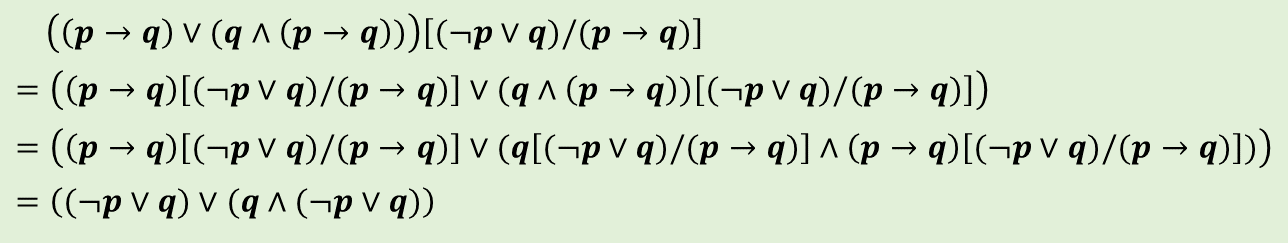 ((p → q) ∨ (q ∧ (p → q)))[(¬p ∨ q)/(p → q)]
= ((p → q)[(¬p ∨ q)/(p → q)] ∨ (q ∧ (p → q))[(¬p ∨ q)/(p → q)])
= ((p → q)[(¬p ∨ q)/(p → q)] ∨ (q[(¬p ∨ q)/(p → q)] ∧ (p → q)[(¬p ∨ q)/(p → q)]))
= ((¬p ∨ q) ∨ (q ∧ (¬p ∨ q))